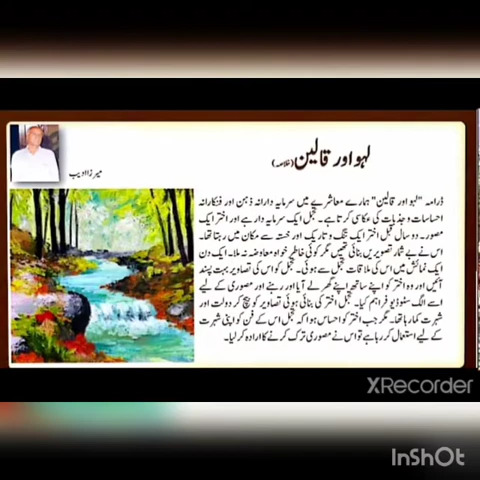 لہو اور قالین (خلاصہ)
میرزا ادیب
ڈرامہ "لہو اور قالین" ہمارے معاشرے میں سرمایہ دارانہ ذہن اور فنکارانہ
احساسات و جذبات کی عکاسی کرتا ہے۔ تجمل ایک سرمایہ دار ہے اور اختر ایک
مصور۔ دو سال قبل اختر ایک تنگ و تاریک اور خستہ سے مکان میں رہتا تھا۔
اس نے بے شمار تصویریں بنائی تھیں مگر کوئی خاطر خواہ معاوضہ نہ ملا۔ ایک دن
ایک نمائش میں اس کی ملاقات تجمل سے ہوئی۔ تجمل کو اس کی تصاویر بہت پسند
آئیں اور وہ اختر کو اپنے ساتھ اپنے گھر لے آیا اور رہنے اور مصوری کے لیے
اسے الگ سٹوڈیو فراہم کیا۔ تجمل اختر کی بنائی ہوئی تصاویر کو بیچ کر دولت اور
شہرت کما رہا تھا۔ مگر جب اختر کو احساس ہوا کہ تجمل اس کے فن کو اپنی شہرت
کے لیے استعمال کر رہا ہے تو اس نے مصوری ترک کرنے کا ارادہ کر لیا۔
XRecorder
InShOt